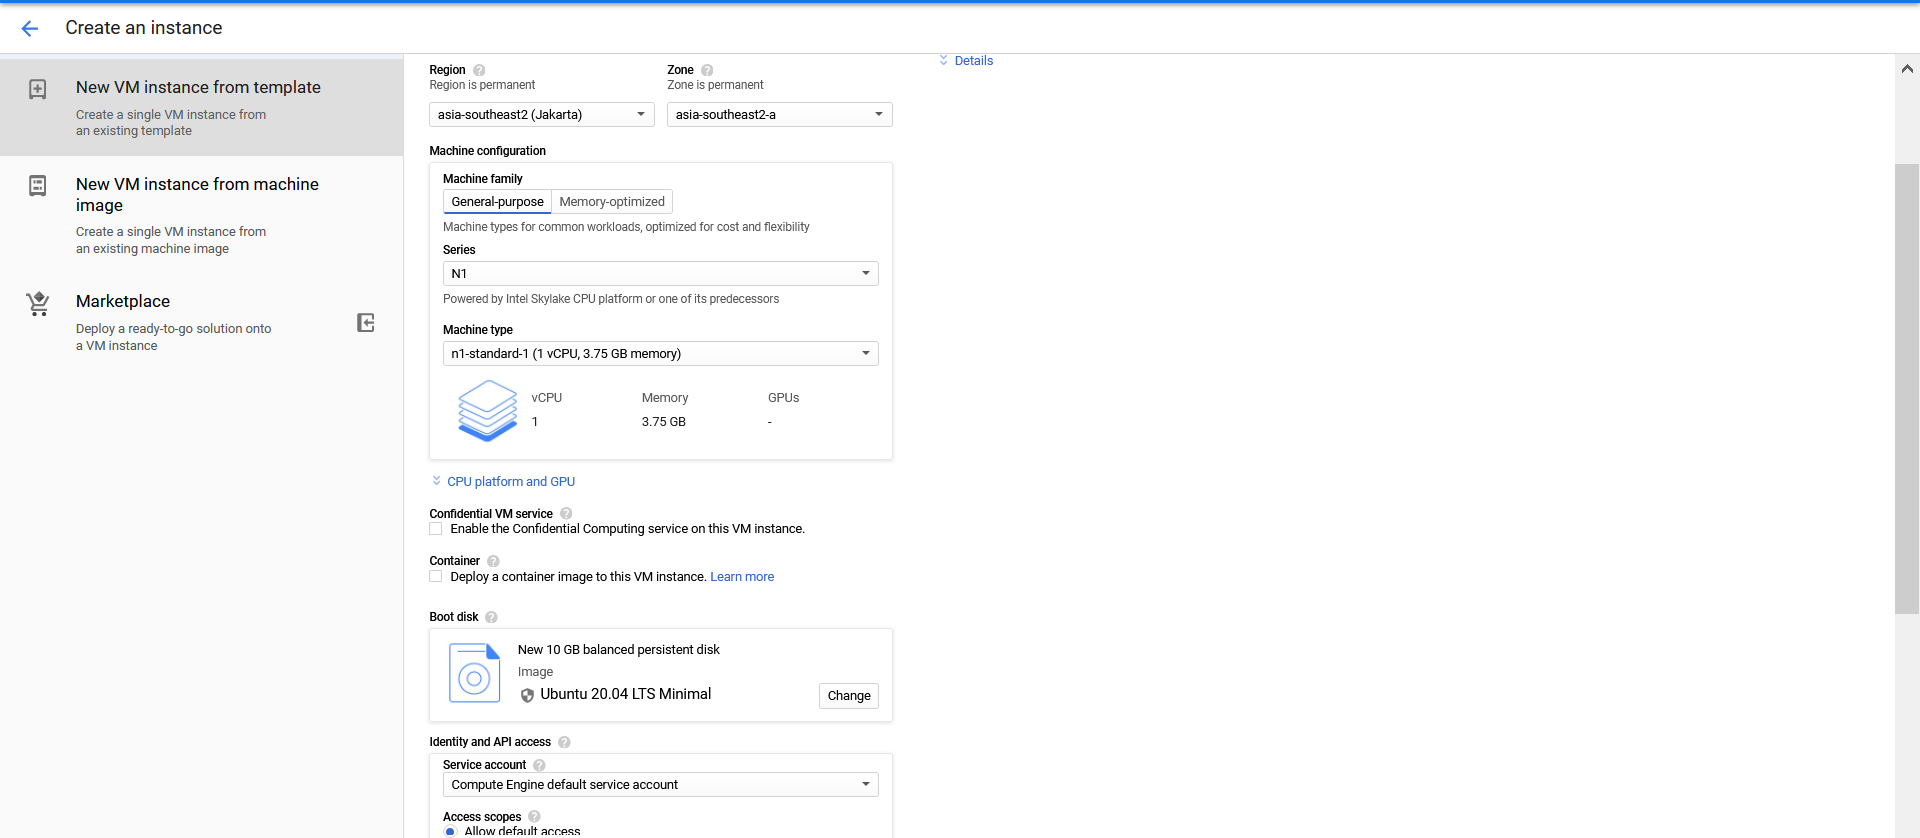 Create an instance
New VM instance from template
Create a single VM instance from
an existing template
New VM instance from machine
image
Create a single VM instance from
an existing machine image
Marketplace
Deploy a ready-to-go solution onto
a VM instance
Region
Region is permanent
asia-southeast2 (Jakarta)
Zone
Zone is permanent
asia-southeast2-a
Machine configuration
Machine family
General-purpose
Memory-optimized
Machine types for common workloads, optimized for cost and flexibility
Series
N1
Powered by Intel Skylake CPU platform or one of its predecessors
Machine type
n1-standard-1 (1 vCPU, 3.75 GB memory)
vCPU
1
Memory
3.75 GB
GPUs
-
CPU platform and GPU
Confidential VM service
Enable the Confidential Computing service on this VM instance.
Container
Deploy a container image to this VM instance. Learn more
Boot disk
New 10 GB balanced persistent disk
Image
Ubuntu 20.04 LTS Minimal
Change
Identity and API access
Service account
Compute Engine default service account
Access scopes
Allow default access
Details